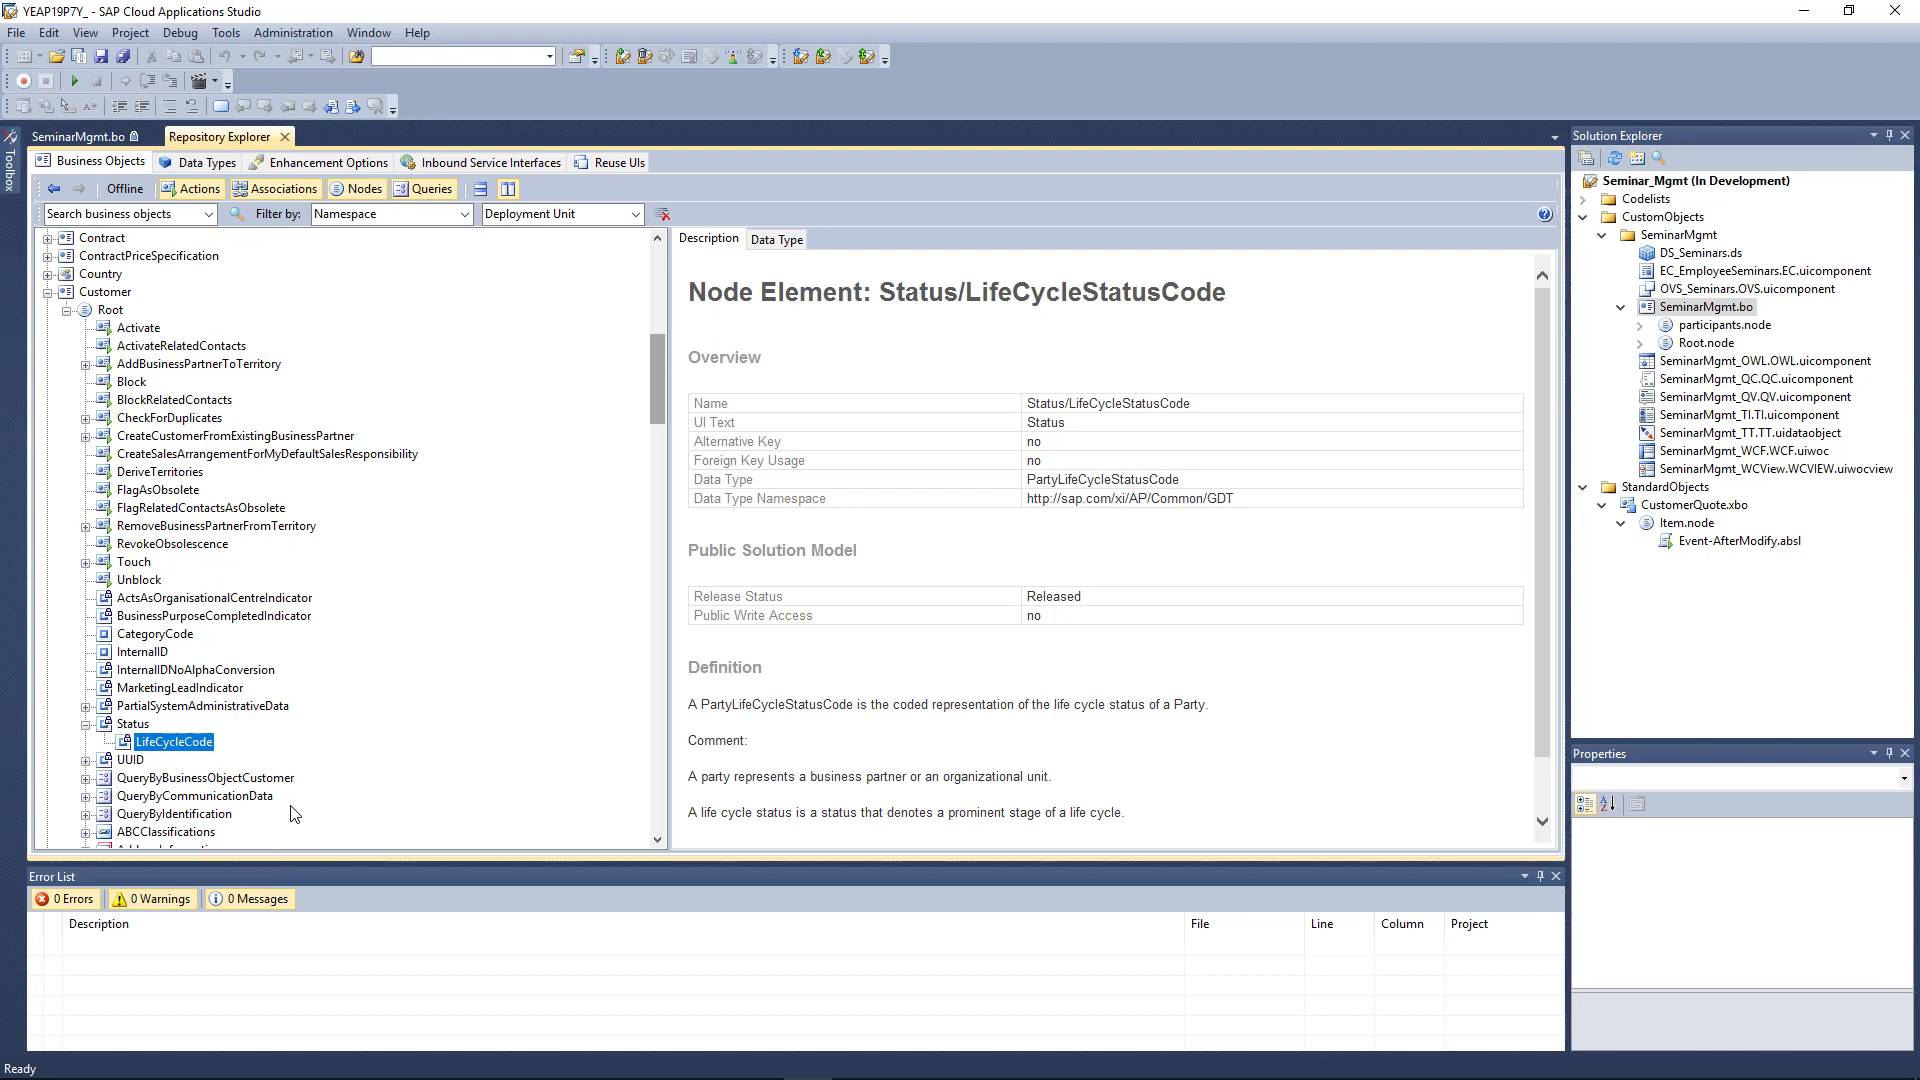 YEAP19P7Y_ - SAP Cloud Applications Studio
File Edit View Project Debug Tools Administration Window Help
SeminarMgmt.bo Repository Explorer
Toolbox
Business Objects Data Types Enhancement Options Inbound Service Interfaces Reuse UIs
Offline Actions Associations Nodes Queries
Search business objects Filter by: Namespace Deployment Unit
Contract
ContractPriceSpecification
Country
Customer
Root
Activate
ActivateRelatedContacts
AddBusinessPartnerToTerritory
Block
BlockRelatedContacts
CheckForDuplicates
CreateCustomerFromExistingBusinessPartner
CreateSalesArrangementForMyDefaultSalesResponsibility
DeriveTerritories
FlagAsObsolete
FlagRelatedContactsAsObsolete
RemoveBusinessPartnerFromTerritory
RevokeObsolescence
Touch
Unblock
ActsAsOrganisationalCentreIndicator
BusinessPurposeCompletedIndicator
CategoryCode
InternalID
InternalIDNoAlphaConversion
MarketingLeadIndicator
PartialSystemAdministrativeData
Status
LifeCycleCode
UUID
QueryByBusinessObjectCustomer
QueryByCommunicationData
QueryByIdentification
ABCClassifications
Description Data Type
Node Element: Status/LifeCycleStatusCode
Overview
Name Status/LifeCycleStatusCode
UI Text Status
Alternative Key no
Foreign Key Usage no
Data Type PartyLifeCycleStatusCode
Data Type Namespace http://sap.com/xi/AP/Common/GDT
Public Solution Model
Release Status Released
Public Write Access no
Definition
A PartyLifeCycleStatusCode is the coded representation of the life cycle status of a Party.
Comment:
A party represents a business partner or an organizational unit.
A life cycle status is a status that denotes a prominent stage of a life cycle.
Solution Explorer
Seminar_Mgmt (In Development)
Codelists
CustomObjects
SeminarMgmt
DS_Seminars.ds
EC_EmployeeSeminars.EC.uicomponent
OVS_Seminars.OVS.uicomponent
SeminarMgmt.bo
participants.node
Root.node
SeminarMgmt_OWL.OWL.uicomponent
SeminarMgmt_QC.QC.uicomponent
SeminarMgmt_QV.QV.uicomponent
SeminarMgmt_TI.TI.uicomponent
SeminarMgmt_TT.TT.uidataobject
SeminarMgmt_WCF.WCF.uiwoc
SeminarMgmt_WCView.WCVIEW.uiwocview
StandardObjects
CustomerQuote.xbo
Item.node
Event-AfterModify.absl
Properties
Error List
0 Errors 0 Warnings 0 Messages
Description File Line Column Project
Ready